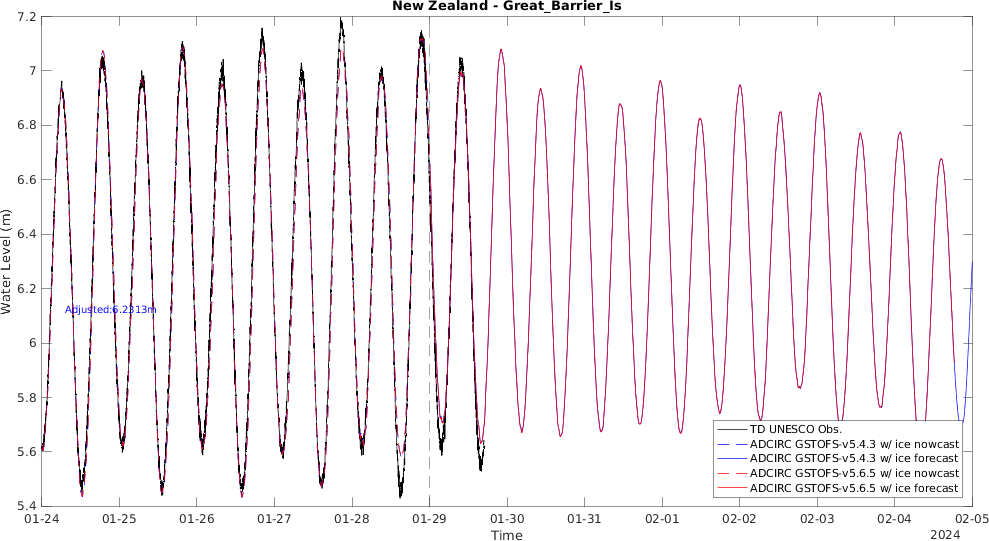 New Zealand - Great_Barrier_Is
7.2
7
6.8
6.6
6.4
6.2
6
5.8
5.6
5.4
Water Level (m)
Adjusted:6.2313m
TD UNESCO Obs.
ADCIRC GSTOFS-v5.4.3 w/ ice nowcast
ADCIRC GSTOFS-v5.4.3 w/ ice forecast
ADCIRC GSTOFS-v5.6.5 w/ ice nowcast
ADCIRC GSTOFS-v5.6.5 w/ ice forecast
01-24 01-25 01-26 01-27 01-28 01-29 01-30 01-31 02-01 02-02 02-03 02-04 02-05
Time
2024